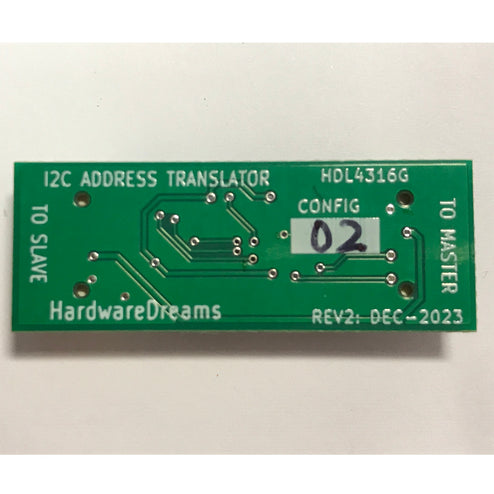 I2C ADDRESS TRANSLATOR
HDL4316G
TO SLAVE
CONFIG
02
TO MASTER
HardwareDreams
REV2: DEC-2023